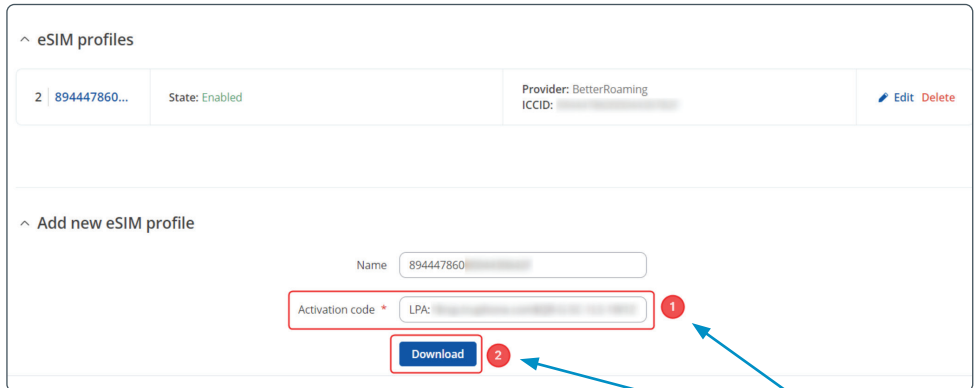 eSIM profiles
2 894447860... State: Enabled Provider: BetterRoaming
ICCID:
Edit Delete
Add new eSIM profile
Name 894447860
Activation code * LPA: 1
Download 2